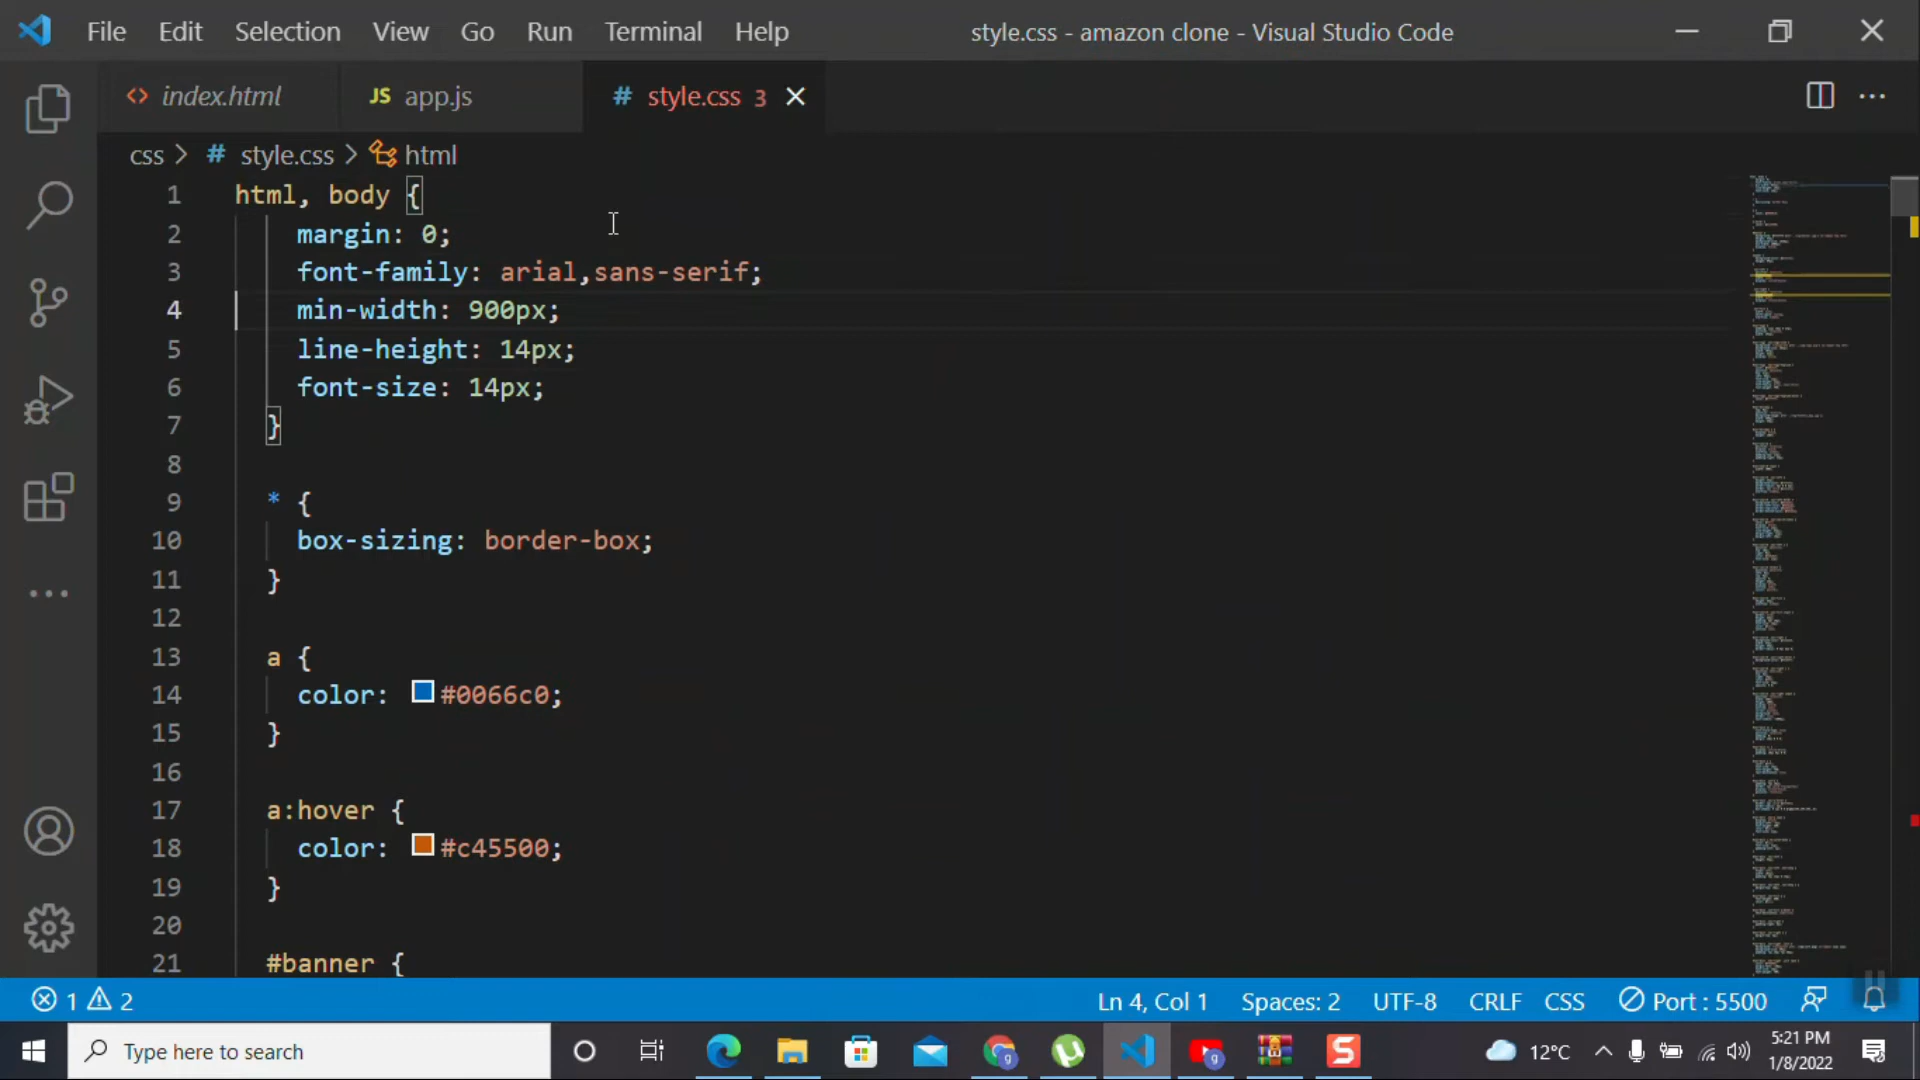 File Edit Selection View Go Run Terminal Help style.css - amazon clone - Visual Studio Code
<> index.html JS app.js # style.css 3
css > # style.css > html
1 html, body {
2 margin: 0;
3 font-family: arial,sans-serif;
4 min-width: 900px;
5 line-height: 14px;
6 font-size: 14px;
7 }
8
9 * {
10 box-sizing: border-box;
11 }
12
13 a {
14 color: #0066c0;
15 }
16
17 a:hover {
18 color: #c45500;
19 }
20
21 #banner {
1 2 Ln 4, Col 1 Spaces: 2 UTF-8 CRLF CSS Port : 5500
Type here to search 12°C 5:21 PM
1/8/2022